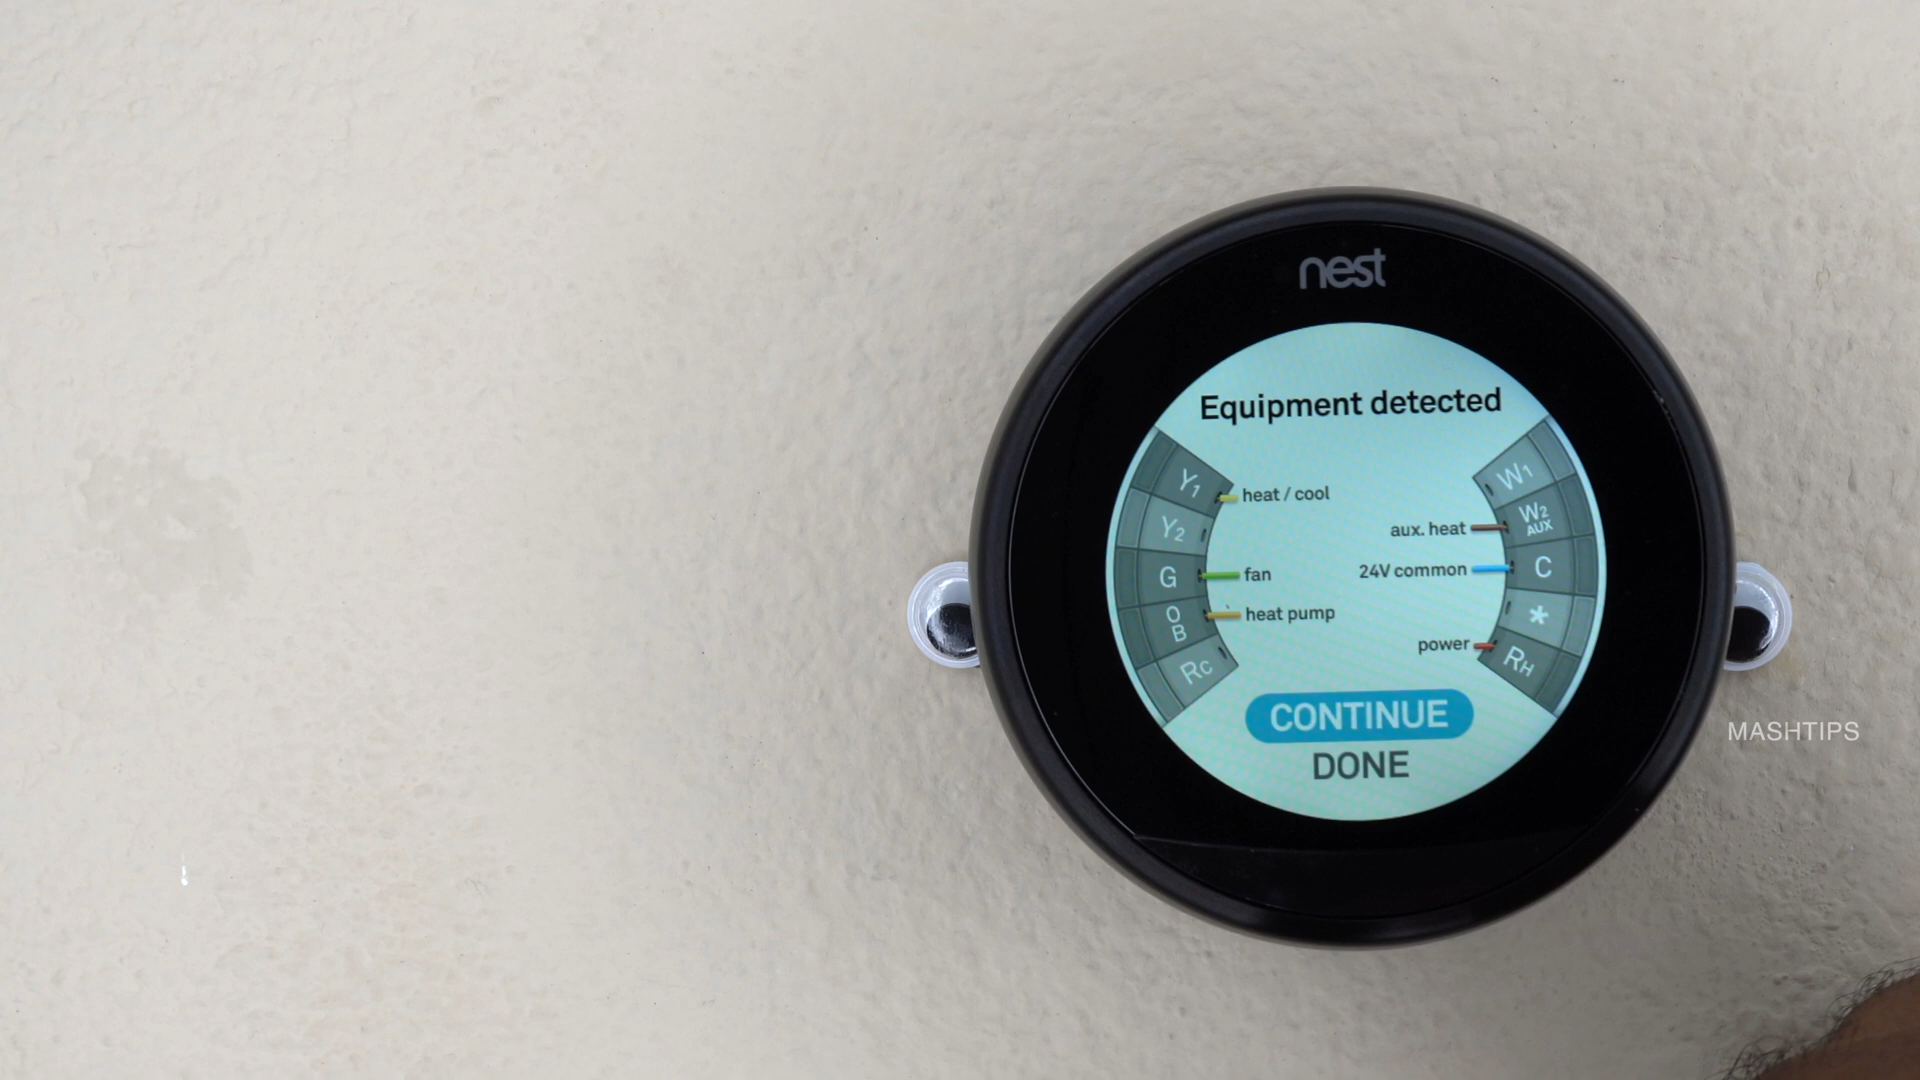 nest
Equipment detected
Y1 heat / cool
W1
Y2
aux. heat W2 AUX
G fan
24V common C
O B heat pump
*
Rc
power RH
CONTINUE
DONE
MASHTIPS